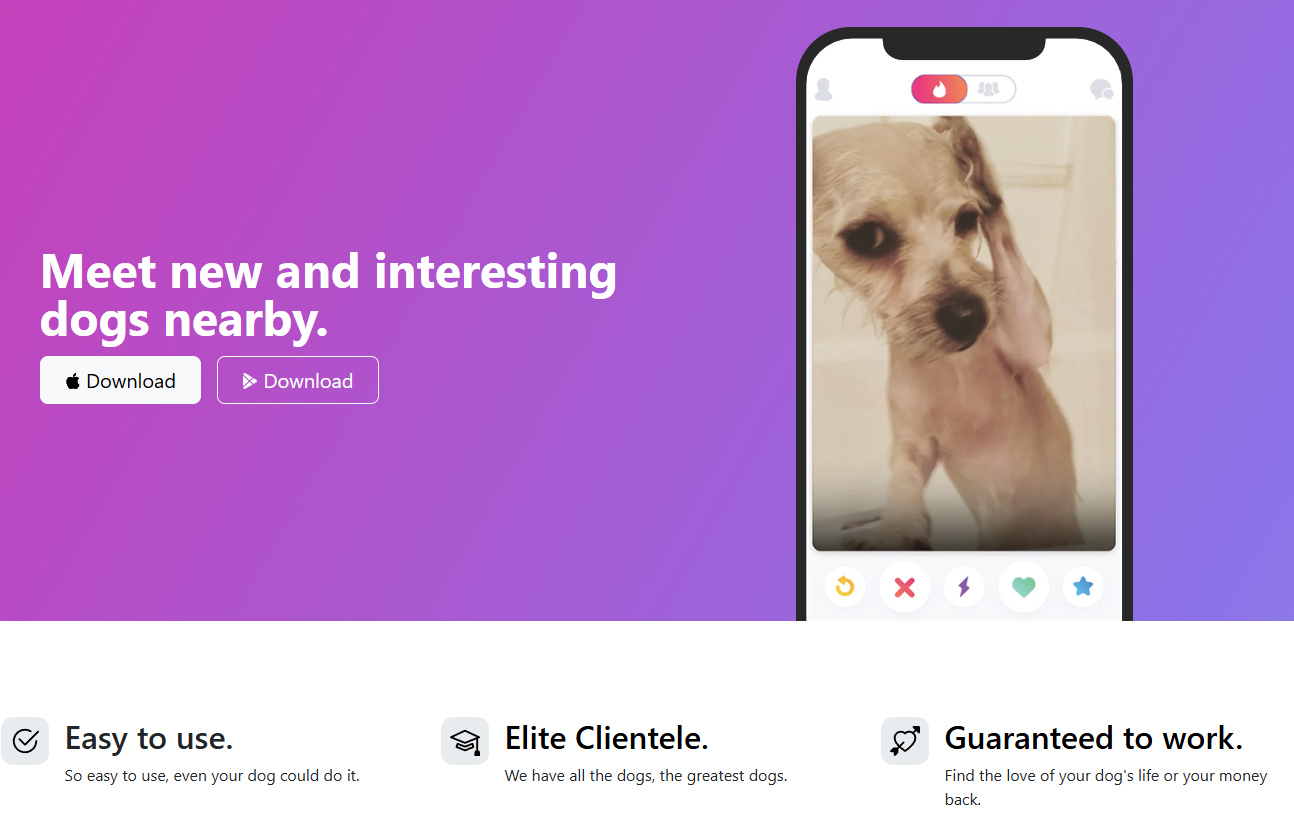 Meet new and interesting
dogs nearby.
Download
Download
Easy to use.
So easy to use, even your dog could do it.
Elite Clientele.
We have all the dogs, the greatest dogs.
Guaranteed to work.
Find the love of your dog's life or your money
back.